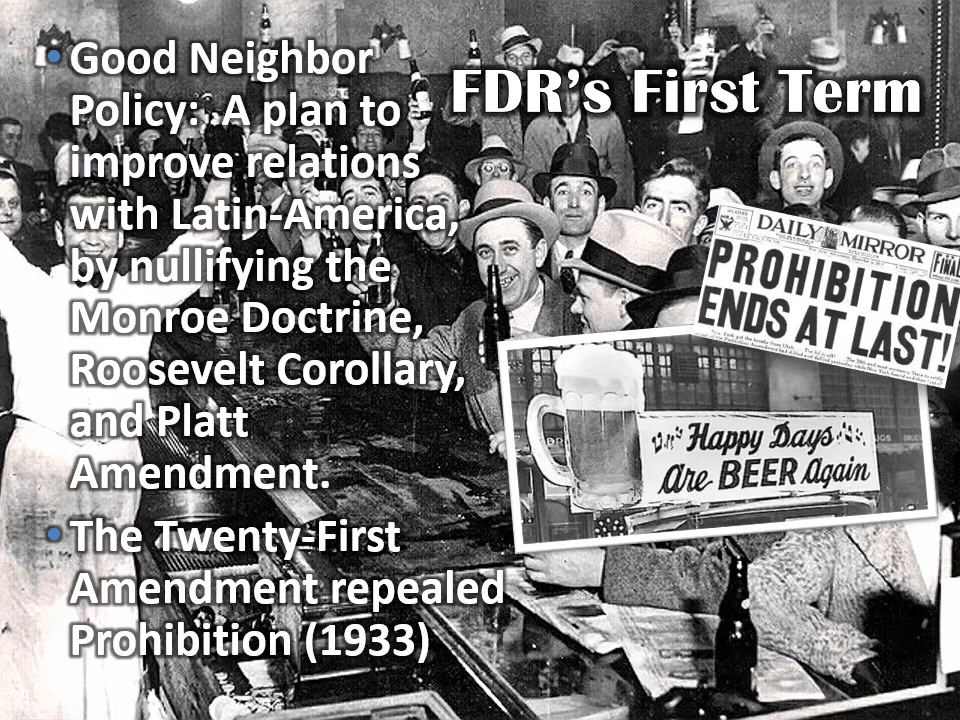 FDR's First Term
• Good Neighbor
Policy: A plan to
improve relations
with Latin-America,
by nullifying the
Monroe Doctrine,
Roosevelt Corollary,
and Platt
Amendment.
• The Twenty-First
Amendment repealed
Prohibition (1933)
DAILY MIRROR
FINAL
PROHIBITION
ENDS AT LAST!
Happy Days
Are BEER Again